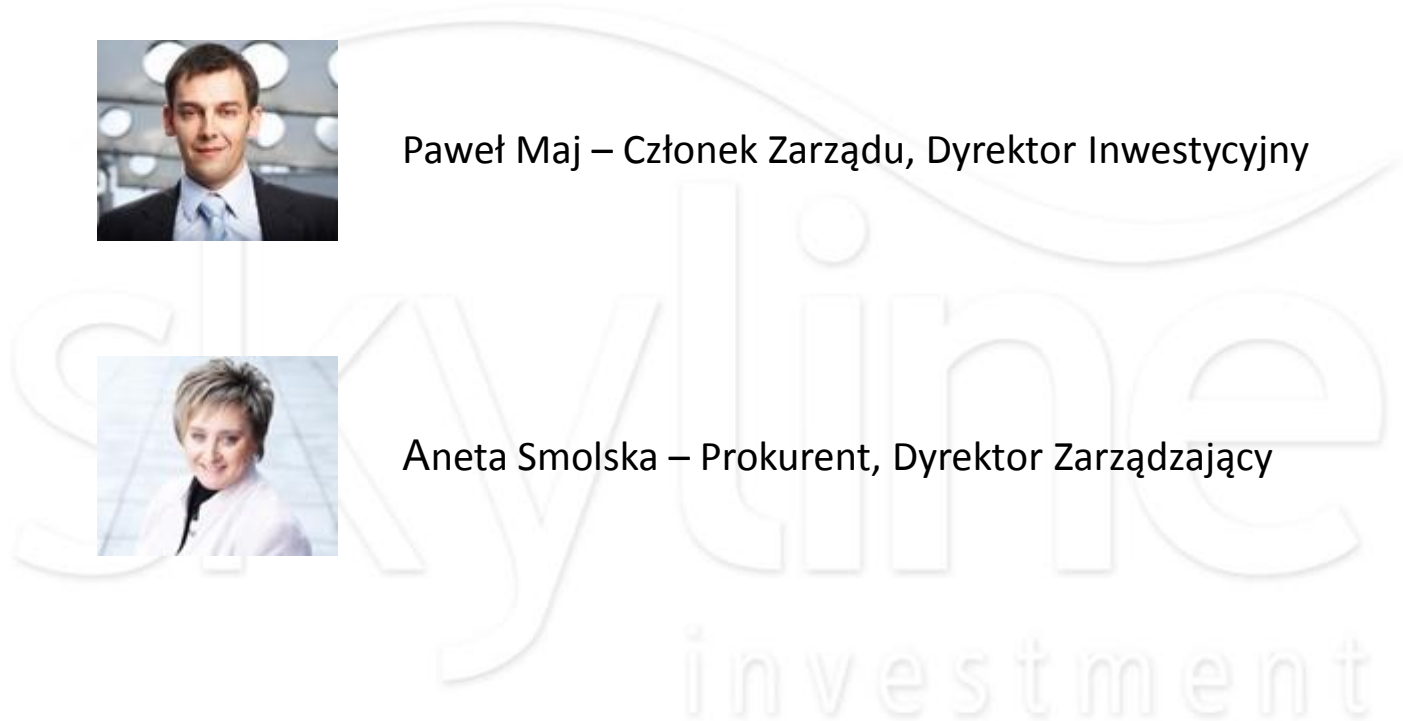 Paweł Maj – Członek Zarządu, Dyrektor Inwestycyjny
Aneta Smolska – Prokurent, Dyrektor Zarządzający
skyline
investment